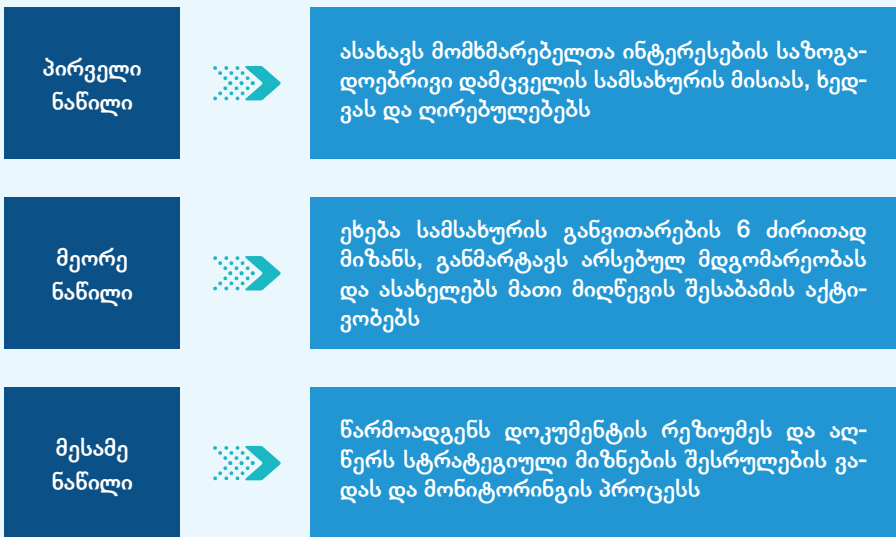 პირველი
ნაწილი
ასახავს მომხმარებელთა ინტერესების საზოგა-
დოებრივი დამცველის სამსახურის მისიას, ხედ-
ვას და ღირებულებებს
მეორე
ნაწილი
ეხება სამსახურის განვითარების 6 ძირითად
მიზანს, განმარტავს არსებულ მდგომარეობას
და ასახელებს მათი მიღწევის შესაბამის აქტი-
ვობებს
მესამე
ნაწილი
წარმოადგენს დოკუმენტის რეზიუმეს და აღ-
წერს სტრატეგიული მიზნების შესრულების ვა-
დას და მონიტორინგის პროცესს